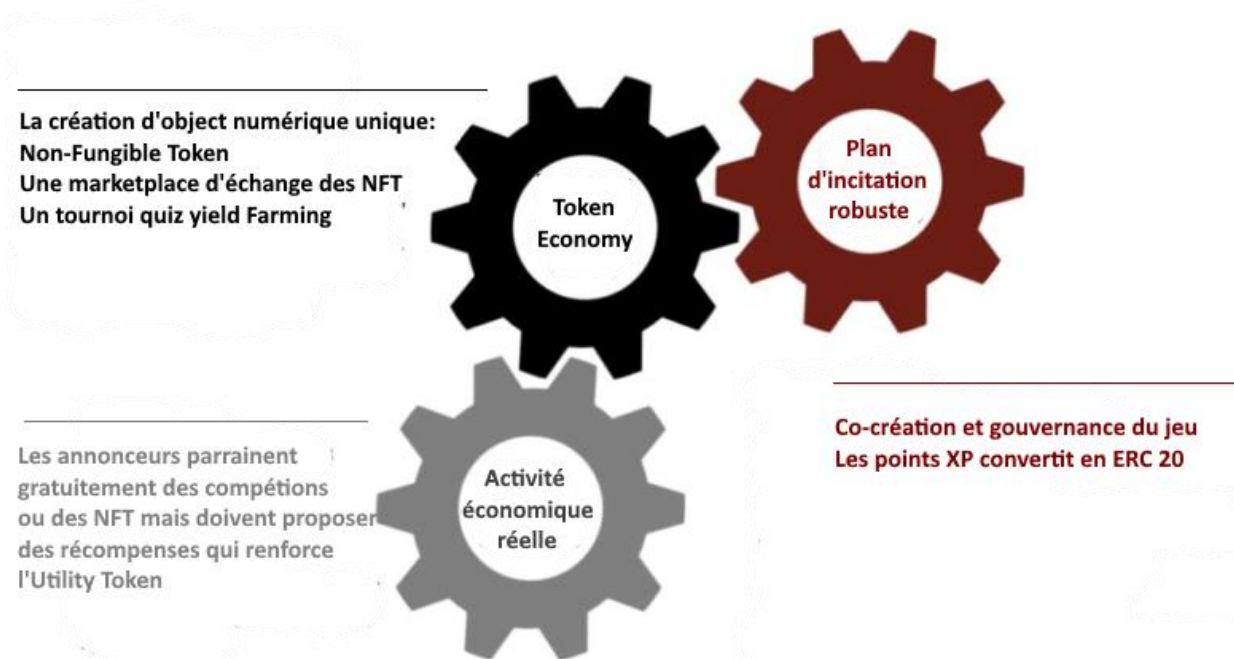 La création d'object numérique unique:
Non-Fungible Token
Une marketplace d'échange des NFT
Un tournoi quiz yield Farming
Token
Economy
Plan
d'incitation
robuste
Les annonceurs parrainent
gratuitement des compétions
ou des NFT mais doivent proposer
des récompenses qui renforce
l'Utility Token
Activité
économique
réelle
Co-création et gouvernance du jeu
Les points XP convertit en ERC 20